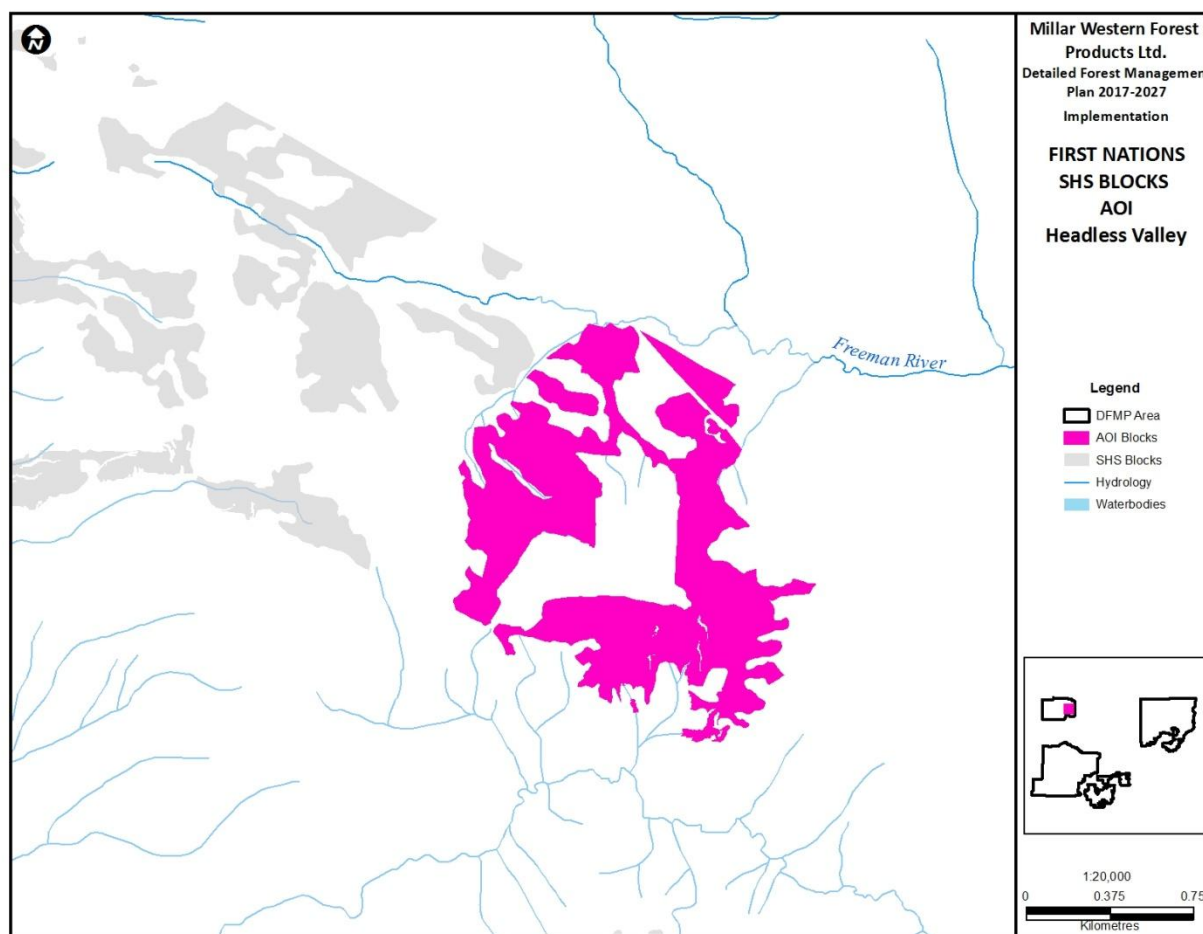 N
Millar Western Forest
Products Ltd.
Detailed Forest Managemen
Plan 2017-2027
Implementation
FIRST NATIONS
SHS BLOCKS
AOI
Headless Valley
Freeman River
Legend
DFMP Area
AOI Blocks
SHS Blocks
Hydrology
Waterbodies
1:20,000
0 0.375 0.75
Kilometres